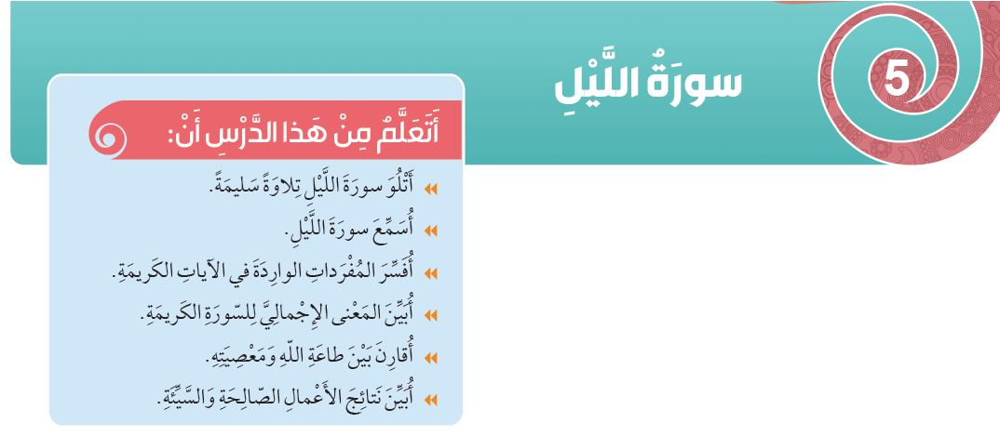 5
سورَةُ اللَّيْلِ
أَتَعَلَّمُ مِنْ هَذا الدَّرْسِ أَنْ:
أَتْلُوَ سورَةَ اللَّيْلِ تِلاوَةً سَليمَةً.
أُسَمِّعَ سورَةَ اللَّيْلِ.
أُفَسِّرَ المُفْرَداتِ الوارِدَةَ في الآياتِ الكَريمَةِ.
أُبَيِّنَ المَعْنى الإِجْمالِيَّ لِلسّورَةِ الكَريمَةِ.
أُقارِنَ بَيْنَ طاعَةِ اللّهِ وَمَعْصِيَتِهِ.
أُبَيِّنَ نَتائِجَ الأَعْمالِ الصّالِحَةِ وَالسَّيِّئَةِ.